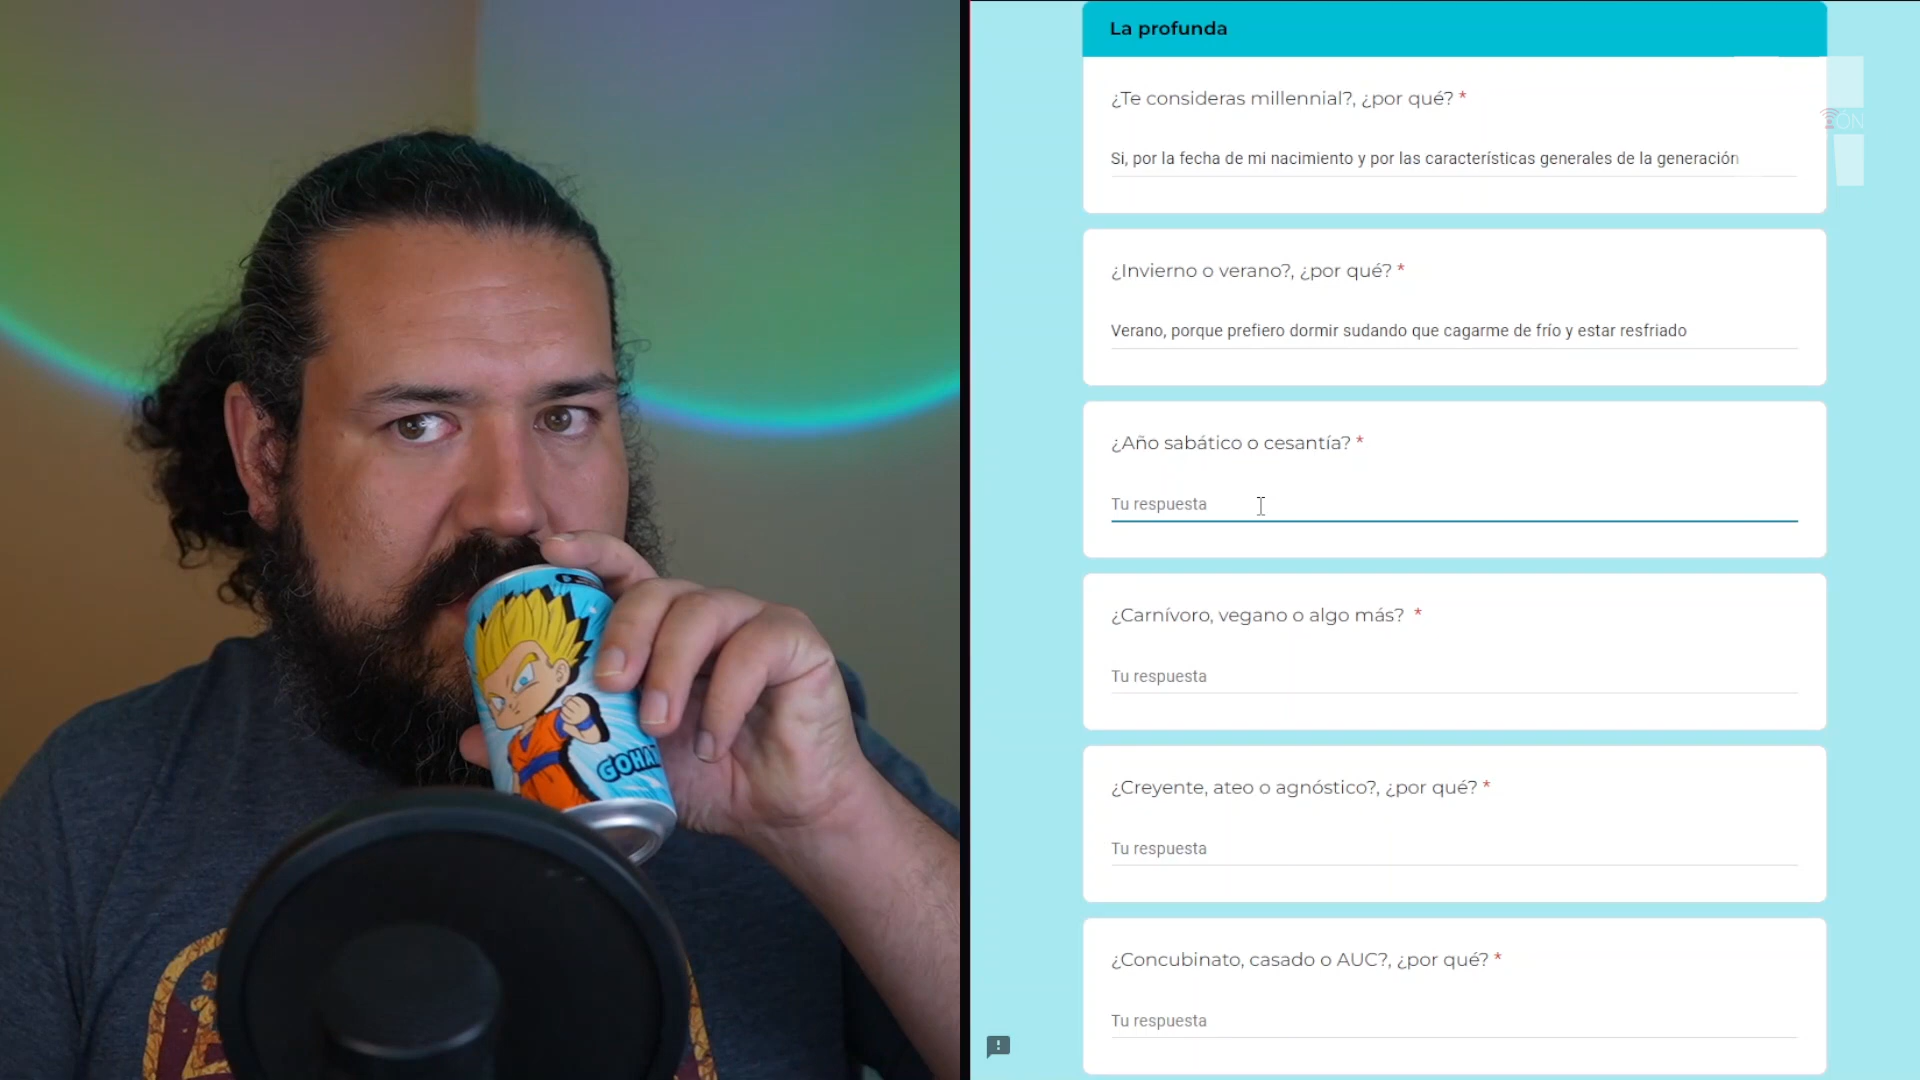 La profunda
¿Te consideras millennial?, ¿por qué? *
Si, por la fecha de mi nacimiento y por las características generales de la generación
¿Invierno o verano?, ¿por qué? *
Verano, porque prefiero dormir sudando que cagarme de frío y estar resfriado
¿Año sabático o cesantía? *
Tu respuesta
¿Carnívoro, vegano o algo más? *
Tu respuesta
¿Creyente, ateo o agnóstico?, ¿por qué? *
Tu respuesta
¿Concubinato, casado o AUC?, ¿por qué? *
Tu respuesta
GOHA
ÓN